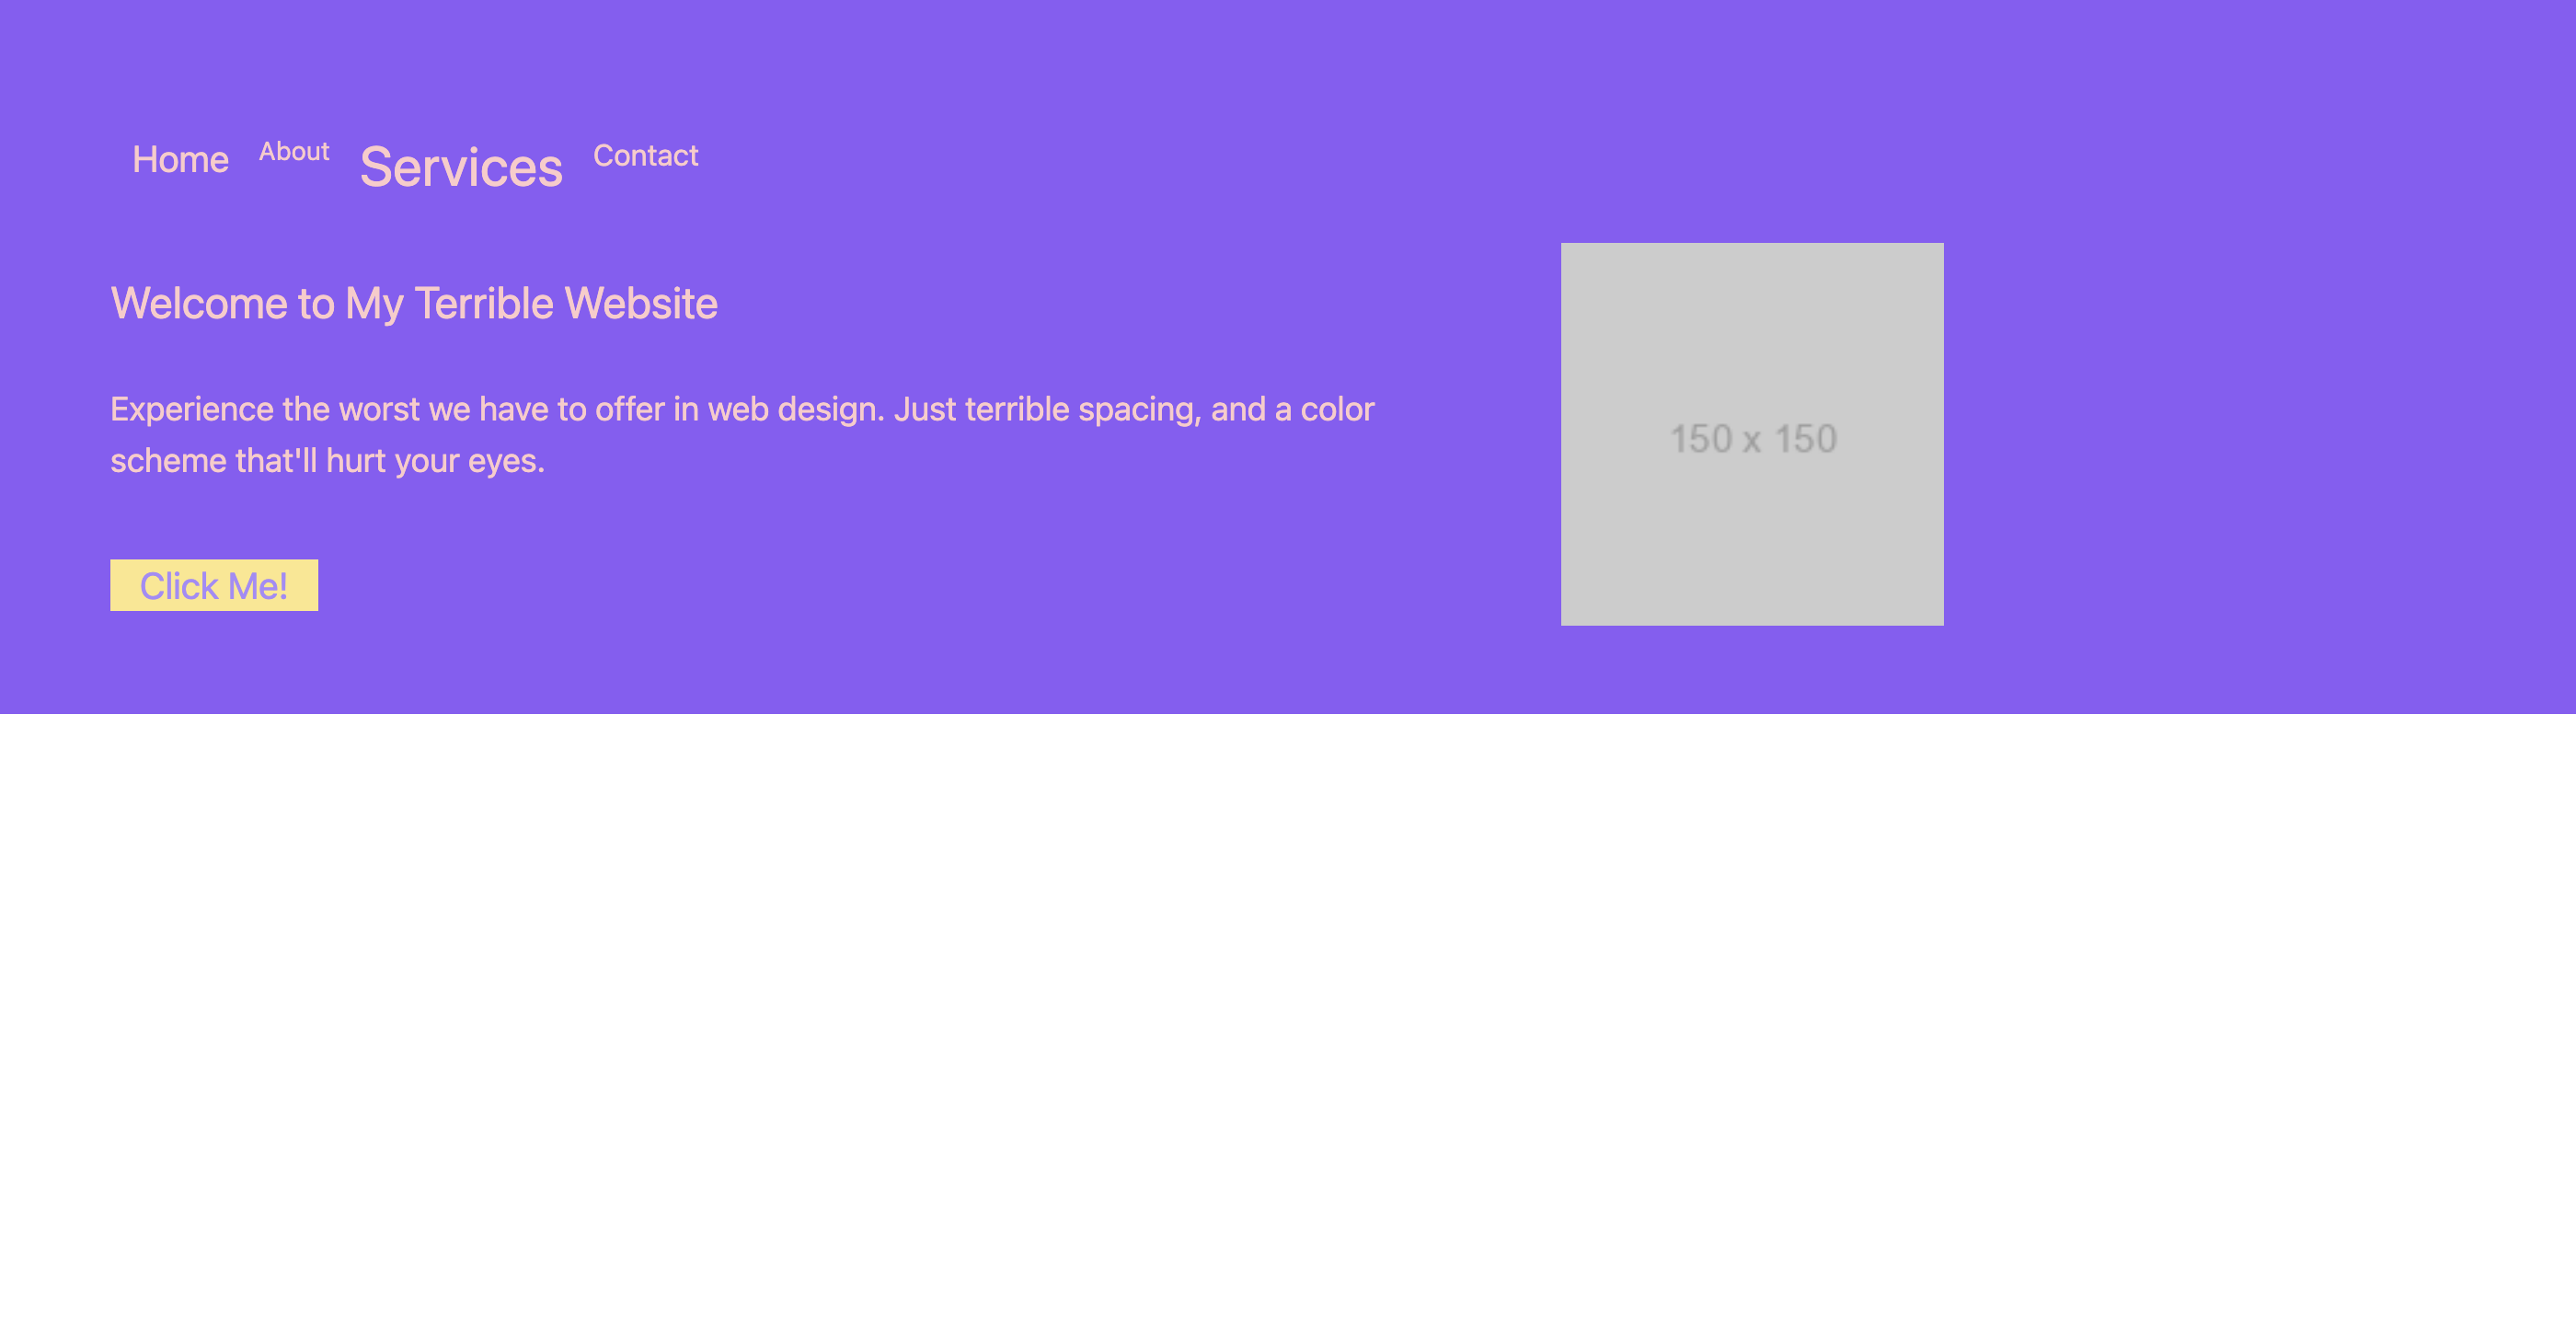 Home About Services Contact
Welcome to My Terrible Website
Experience the worst we have to offer in web design. Just terrible spacing, and a color
scheme that'll hurt your eyes.
150 x 150
Click Me!